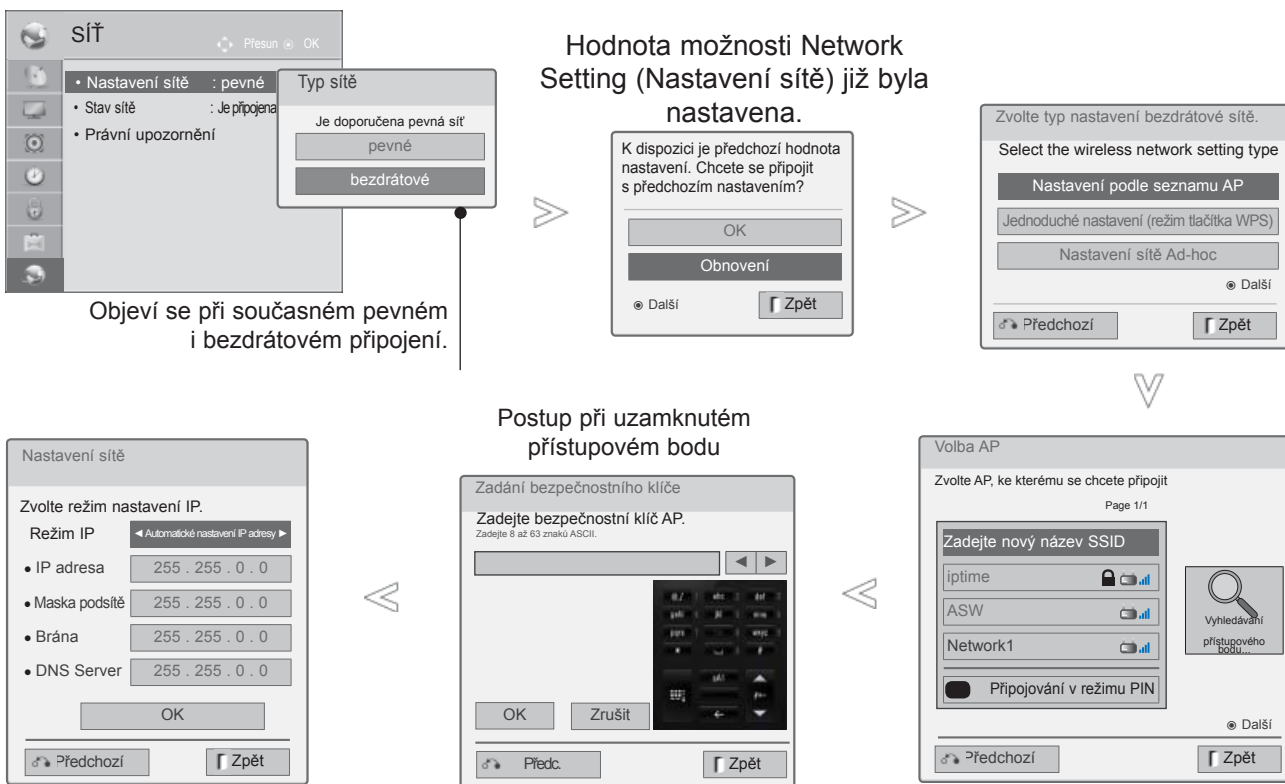 SÍŤ
Přesun OK
• Nastavení sítě : pevné
• Stav sítě : Je připojena
• Právní upozornění
Typ sítě
Je doporučena pevná síť
pevné
bezdrátové
Objeví se při současném pevném
i bezdrátovém připojení.
Hodnota možnosti Network
Setting (Nastavení sítě) již byla
nastavena.
K dispozici je předchozí hodnota
nastavení. Chcete se připojit
s předchozím nastavením?
OK
Obnovení
Další
Zpět
Zvolte typ nastavení bezdrátové sítě.
Select the wireless network setting type
Nastavení podle seznamu AP
Jednoduché nastavení (režim tlačítka WPS)
Nastavení sítě Ad-hoc
Další
Předchozí
Zpět
Volba AP
Zvolte AP, ke kterému se chcete připojit
Page 1/1
Zadejte nový název SSID
iptime
ASW
Network1
Připojování v režimu PIN
Vyhledávání
přístupového
bodu...
Další
Předchozí
Zpět
Postup při uzamknutém
přístupovém bodu
Zadání bezpečnostního klíče
Zadejte bezpečnostní klíč AP.
Zadejte 8 až 63 znaků ASCII.
◄ ►
OK
Zrušit
Předc.
Zpět
Nastavení sítě
Zvolte režim nastavení IP.
Režim IP ◄ Automatické nastavení IP adresy ►
• IP adresa 255 . 255 . 0 . 0
• Maska podsítě 255 . 255 . 0 . 0
• Brána 255 . 255 . 0 . 0
• DNS Server 255 . 255 . 0 . 0
OK
Předchozí
Zpět